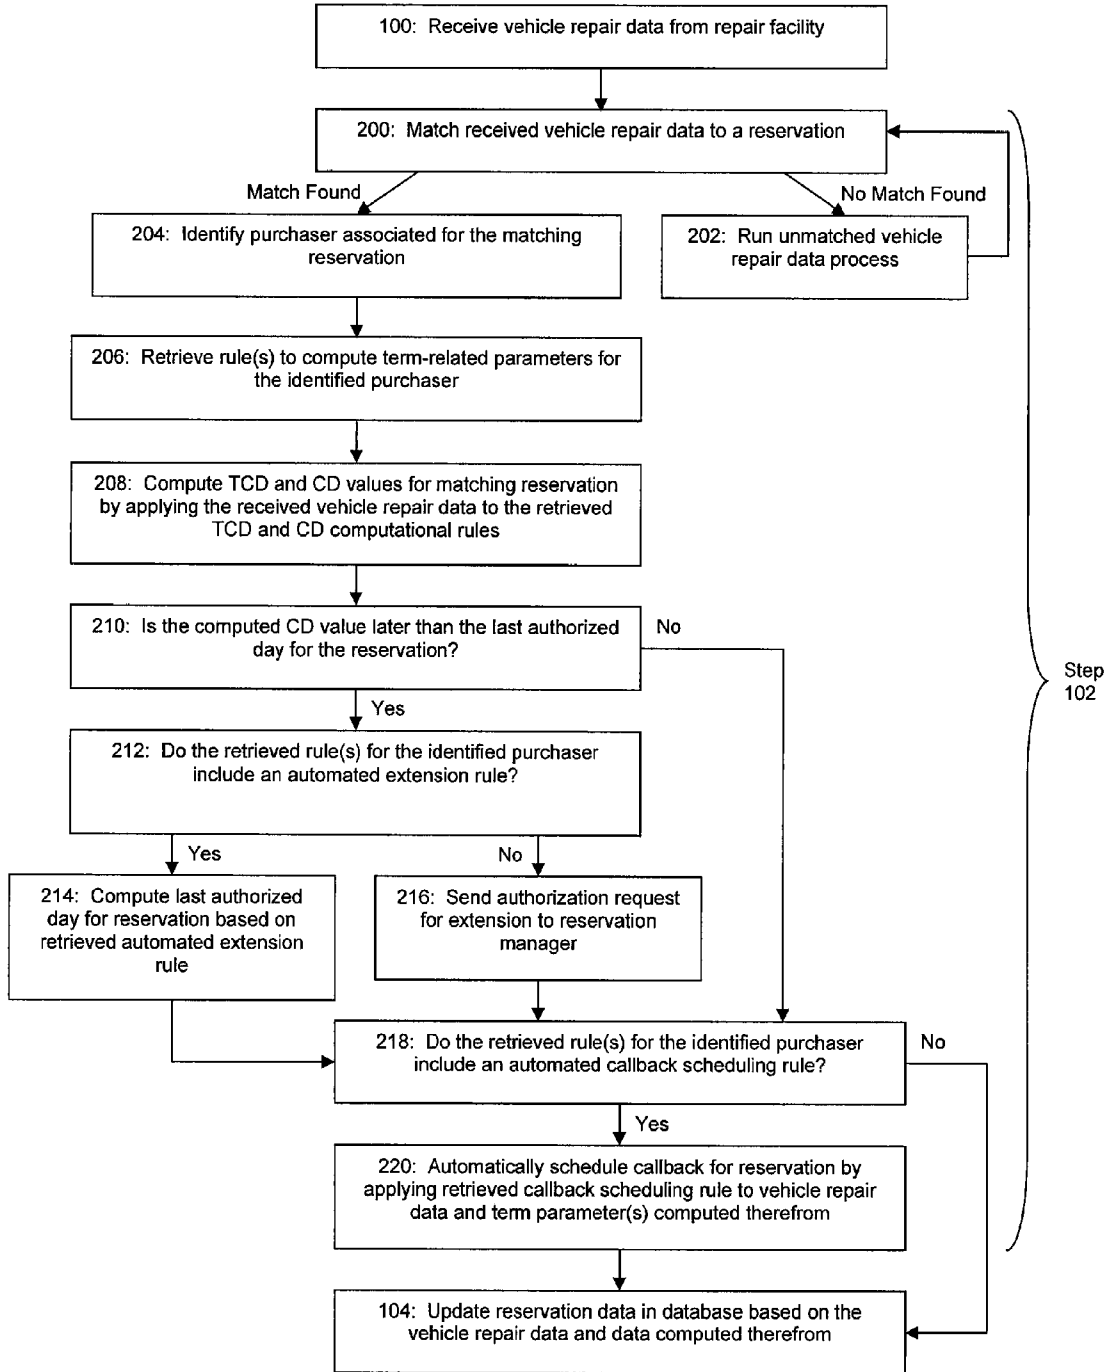 100: Receive vehicle repair data from repair facility
200: Match received vehicle repair data to a reservation
Match Found
No Match Found
204: Identify purchaser associated for the matching
reservation
202: Run unmatched vehicle
repair data process
206: Retrieve rule(s) to compute term-related parameters for
the identified purchaser
208: Compute TCD and CD values for matching reservation
by applying the received vehicle repair data to the retrieved
TCD and CD computational rules
210: Is the computed CD value later than the last authorized
day for the reservation?
No
Step
102
Yes
212: Do the retrieved rule(s) for the identified purchaser
include an automated extension rule?
Yes
No
214: Compute last authorized
day for reservation based on
retrieved automated extension
rule
216: Send authorization request
for extension to reservation
manager
218: Do the retrieved rule(s) for the identified purchaser
include an automated callback scheduling rule?
No
Yes
220: Automatically schedule callback for reservation by
applying retrieved callback scheduling rule to vehicle repair
data and term parameter(s) computed therefrom
104: Update reservation data in database based on the
vehicle repair data and data computed therefrom